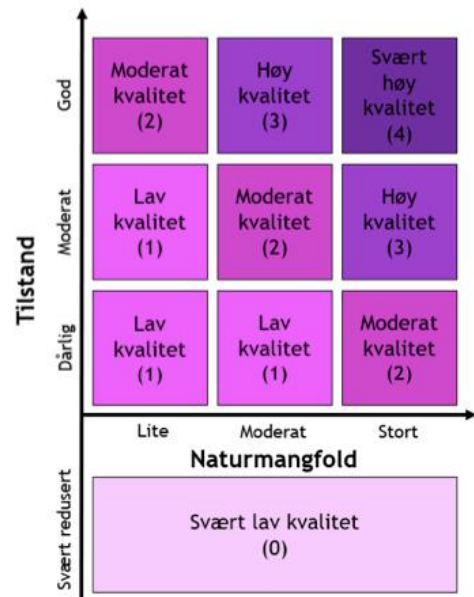 God
Moderat
kvalitet
(2)
Høy
kvalitet
(3)
Svært
høy
kvalitet
(4)
Tilstand
Moderat
Lav
kvalitet
(1)
Moderat
kvalitet
(2)
Høy
kvalitet
(3)
Dårlig
Lav
kvalitet
(1)
Lav
kvalitet
(1)
Moderat
kvalitet
(2)
Lite
Moderat
Stort
Naturmangfold
Svært redusert
Svært lav kvalitet
(0)